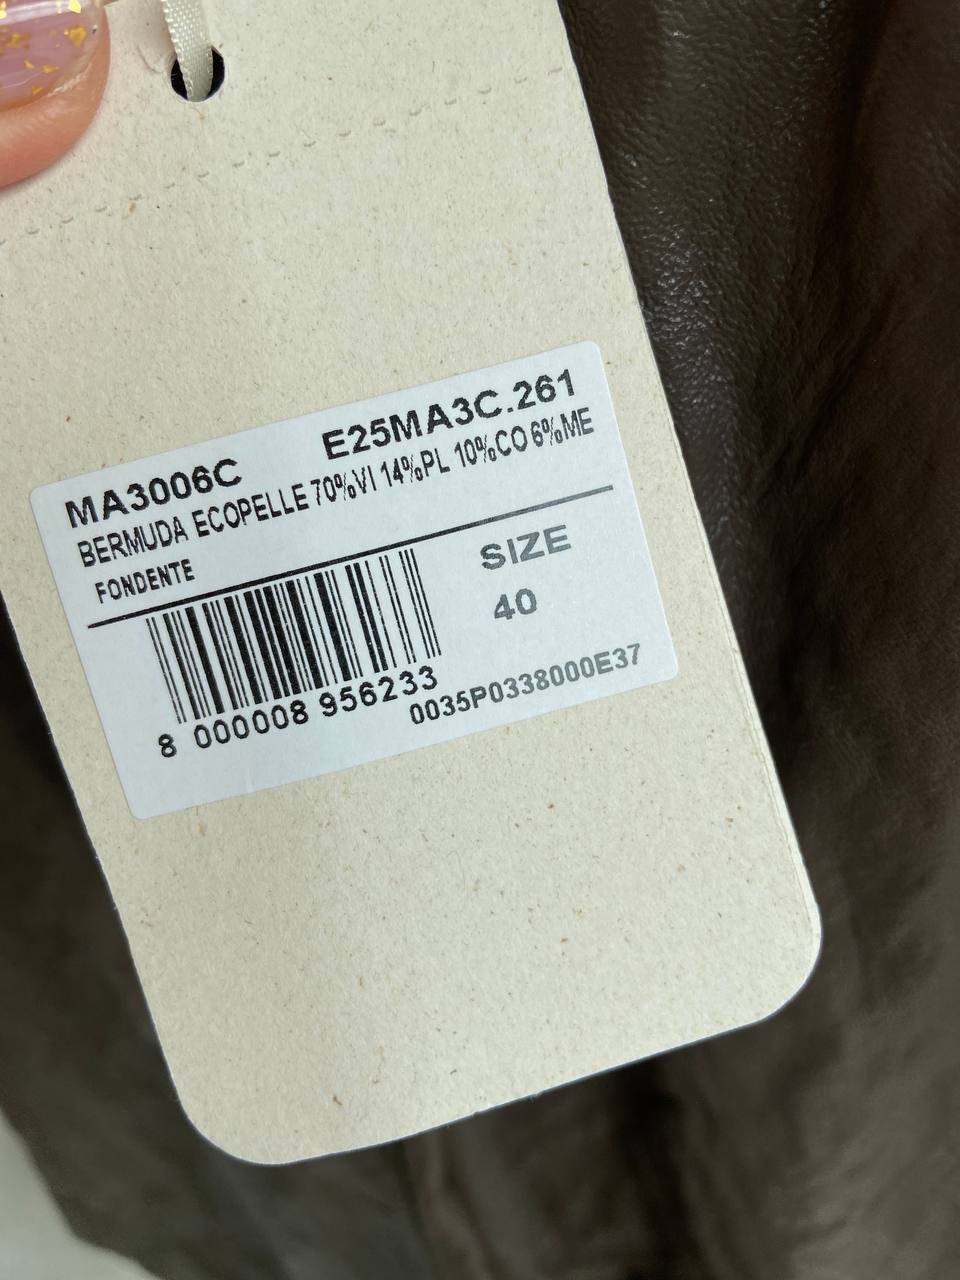 MA3006C E25MA3C.261
BERMUDA ECOPELLE 70%VI 14%PL 10%CO 6%ME
FONDENTE
SIZE
40
8 000008 956233
0035P0338000E37